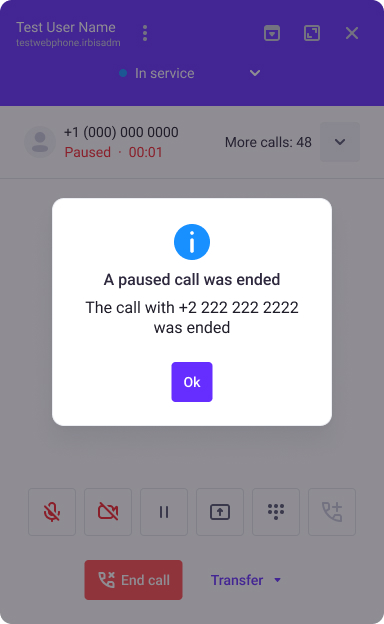 Test User Name
testwebphone.irbisadm
In service
+1 (000) 000 0000
Paused · 00:01
More calls: 48
A paused call was ended
The call with +2 222 222 2222
was ended
Ok
End call
Transfer